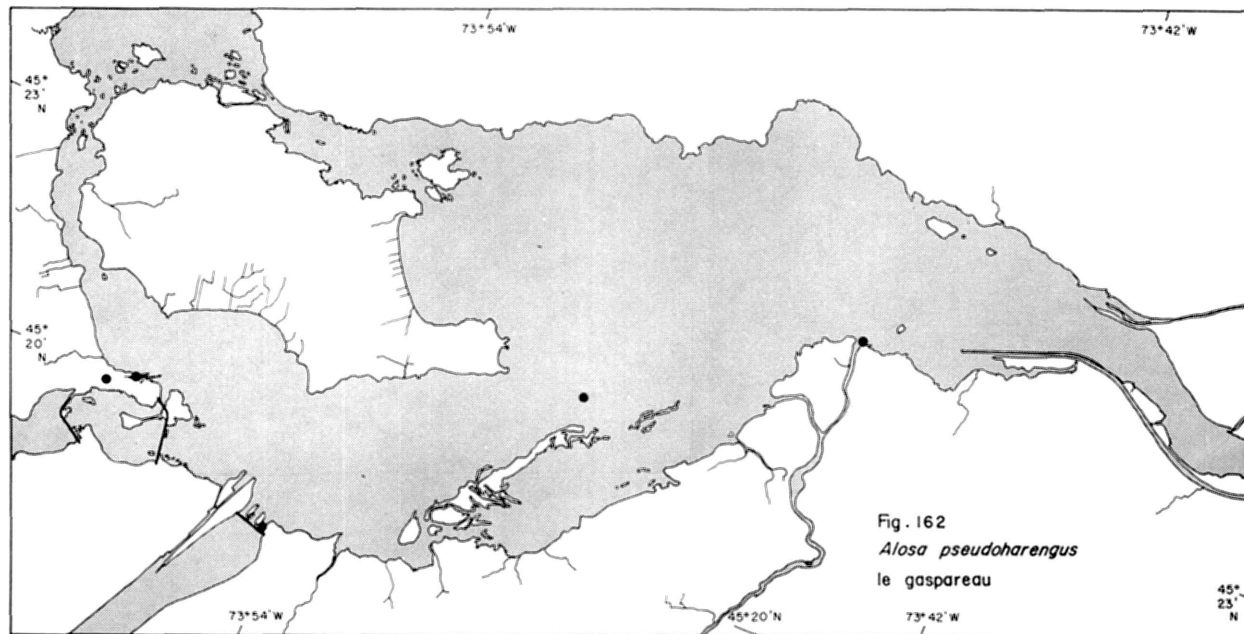 73°54'W
73°42'W
45°
23'
N
45°
20'
N
Fig. 162
Alosa pseudoharengus
le gaspareau
73°54'W
45°20'N
73°42'W
45°
23'
N